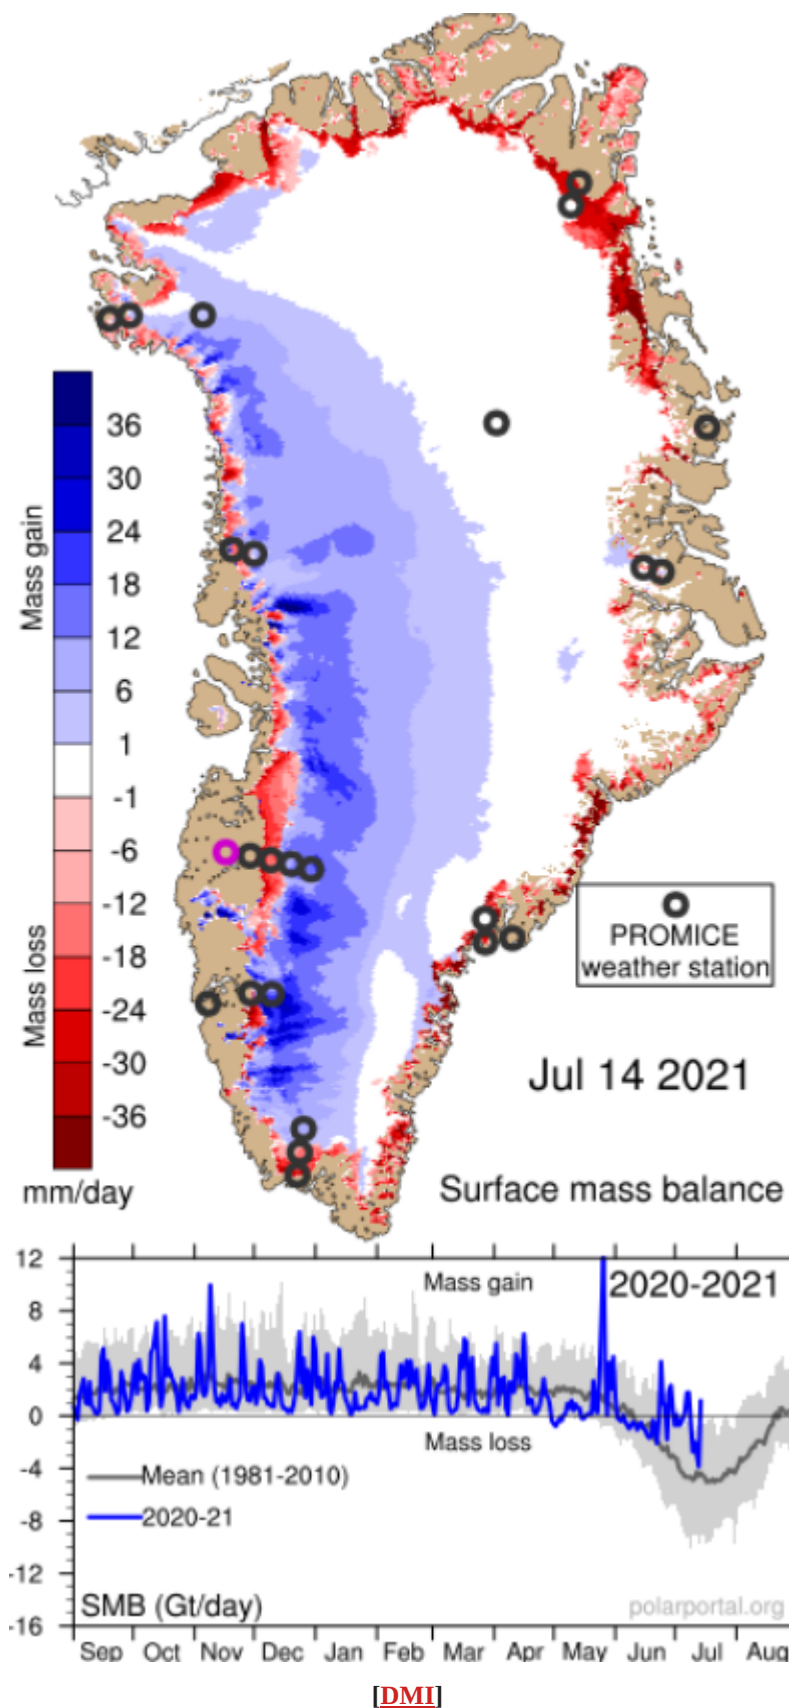 36
30
24
18
12
6
1
-1
-6
-12
-18
-24
-30
-36
Mass gain
Mass loss
mm/day
PROMICE
weather station
Jul 14 2021
Surface mass balance
12
8
4
0
-4
-8
-12
-16
Mass gain
2020-2021
Mass loss
Mean (1981-2010)
2020-21
SMB (Gt/day)
polarportal.org
Sep Oct Nov Dec Jan Feb Mar Apr May Jun Jul Aug
[DMI]